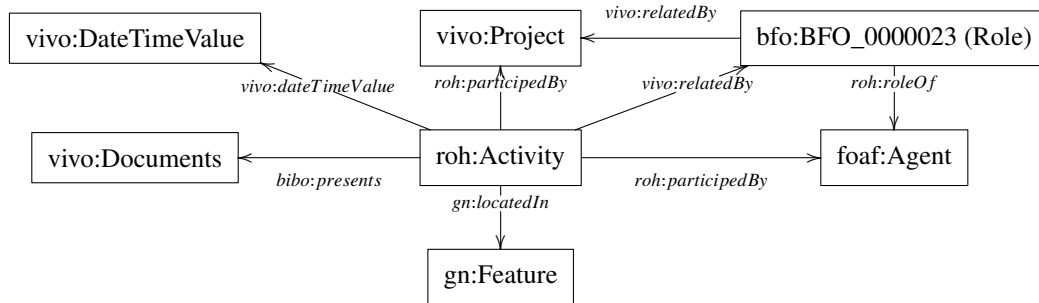 vivo:relatedBy
vivo:DateTimeValue
vivo:Project
bfo:BFO_0000023 (Role)
vivo:dateTimeValue
roh:participedBy
vivo:relatedBy
roh:roleOf
vivo:Documents
roh:Activity
foaf:Agent
bibo:presents
roh:participedBy
gn:locatedIn
gn:Feature